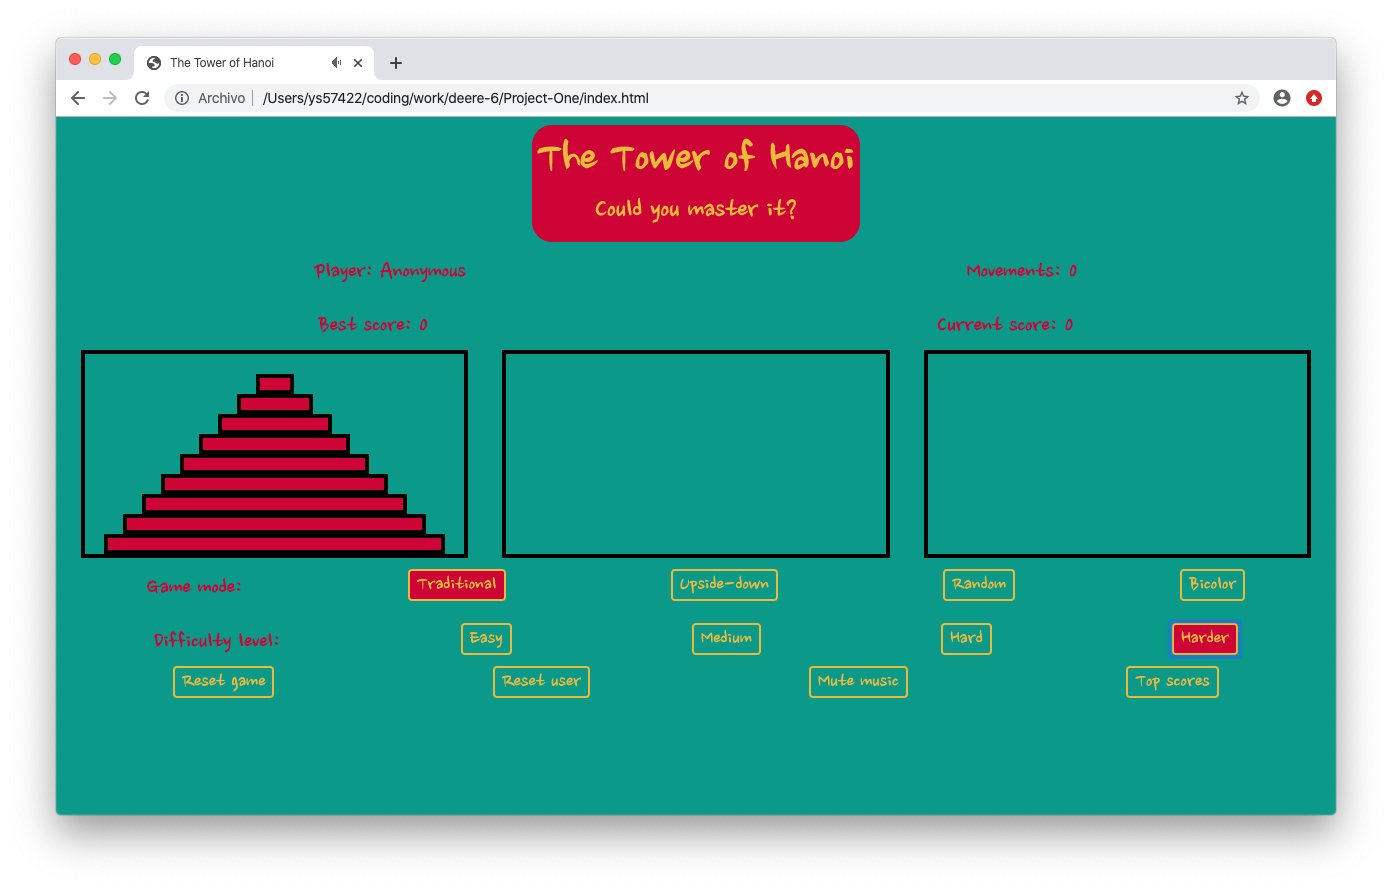 The Tower of Hanoi
Archivo /Users/ys57422/coding/work/deere-6/Project-One/index.html
The Tower of Hanoi
Could you master it?
Player: Anonymous Movements: 0
Best score: 0 Current score: 0
Game mode: Traditional Upside-down Random Bicolor
Difficulty level: Easy Medium Hard Harder
Reset game Reset user Mute music Top scores